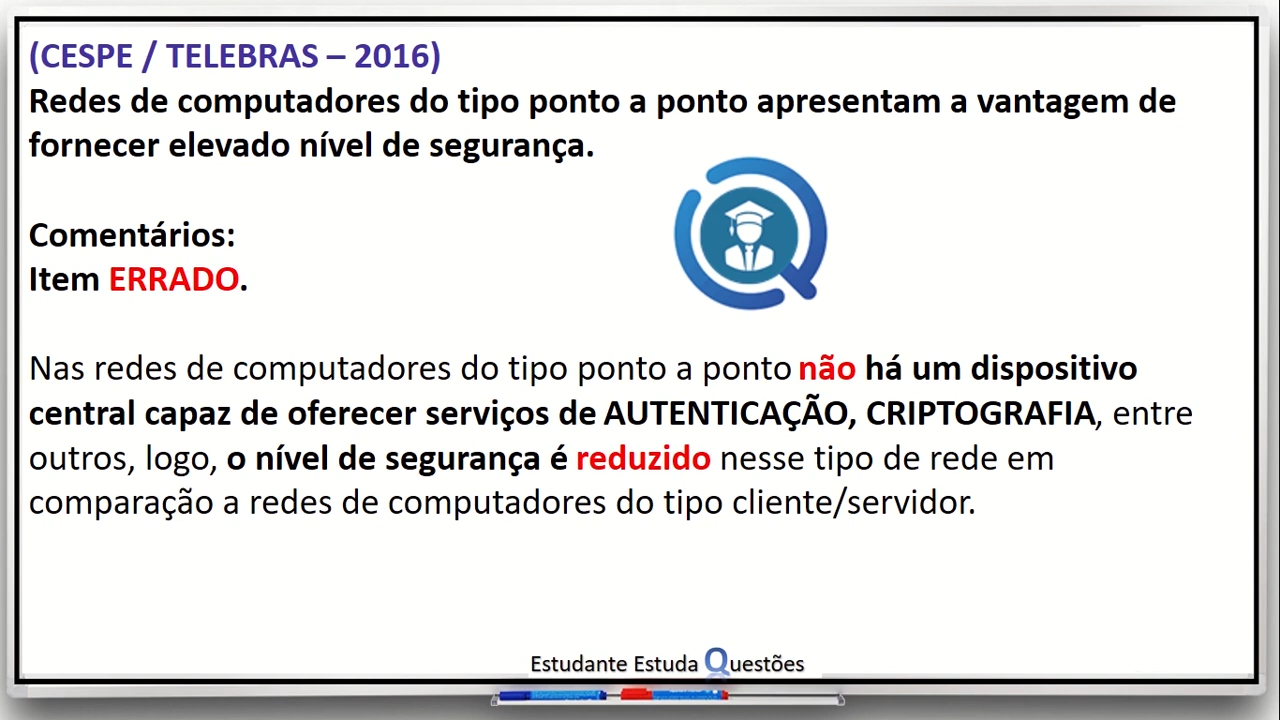 (CESPE / TELEBRAS – 2016)
Redes de computadores do tipo ponto a ponto apresentam a vantagem de
fornecer elevado nível de segurança.
Comentários:
Item ERRADO.
Nas redes de computadores do tipo ponto a ponto não há um dispositivo
central capaz de oferecer serviços de AUTENTICAÇÃO, CRIPTOGRAFIA, entre
outros, logo, o nível de segurança é reduzido nesse tipo de rede em
comparação a redes de computadores do tipo cliente/servidor.
Estudante Estuda Questões